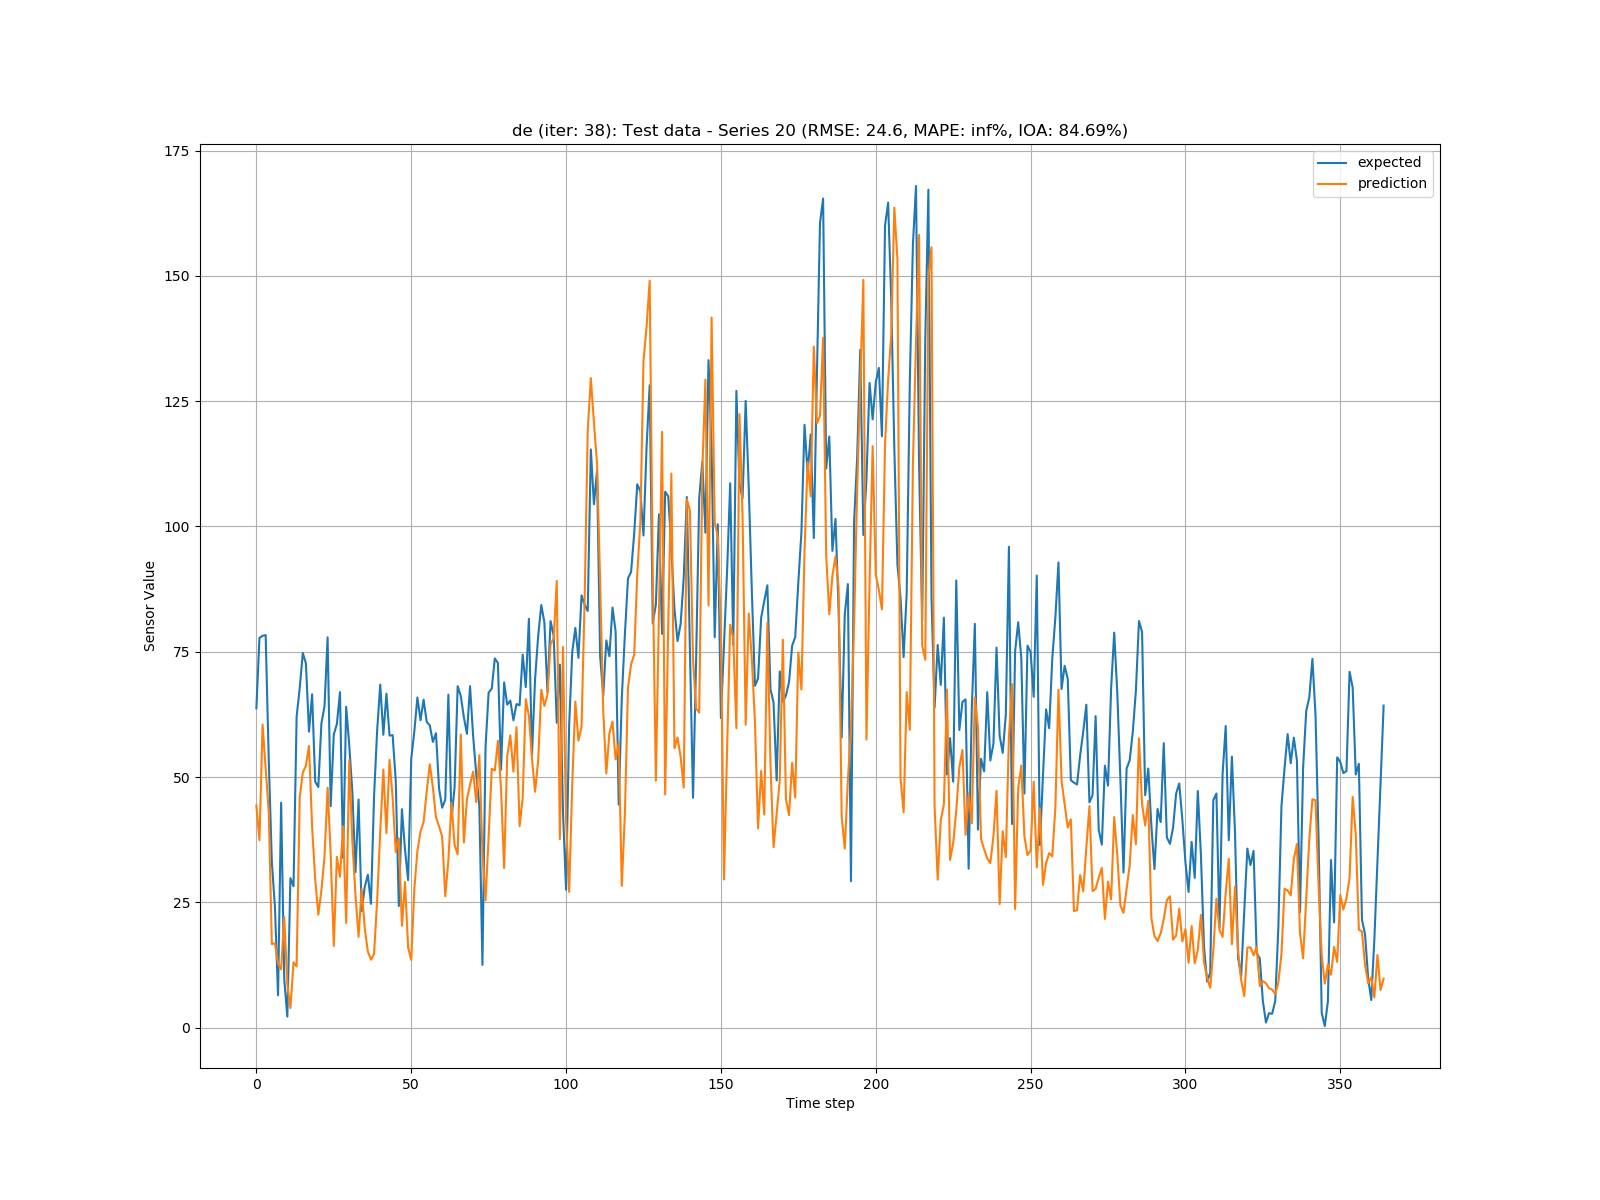 de (iter: 38): Test data - Series 20 (RMSE: 24.6, MAPE: inf%, IOA: 84.69%)
expected
prediction
175
150
125
100
75
50
25
0
Sensor Value
0 50 100 150 200 250 300 350
Time step